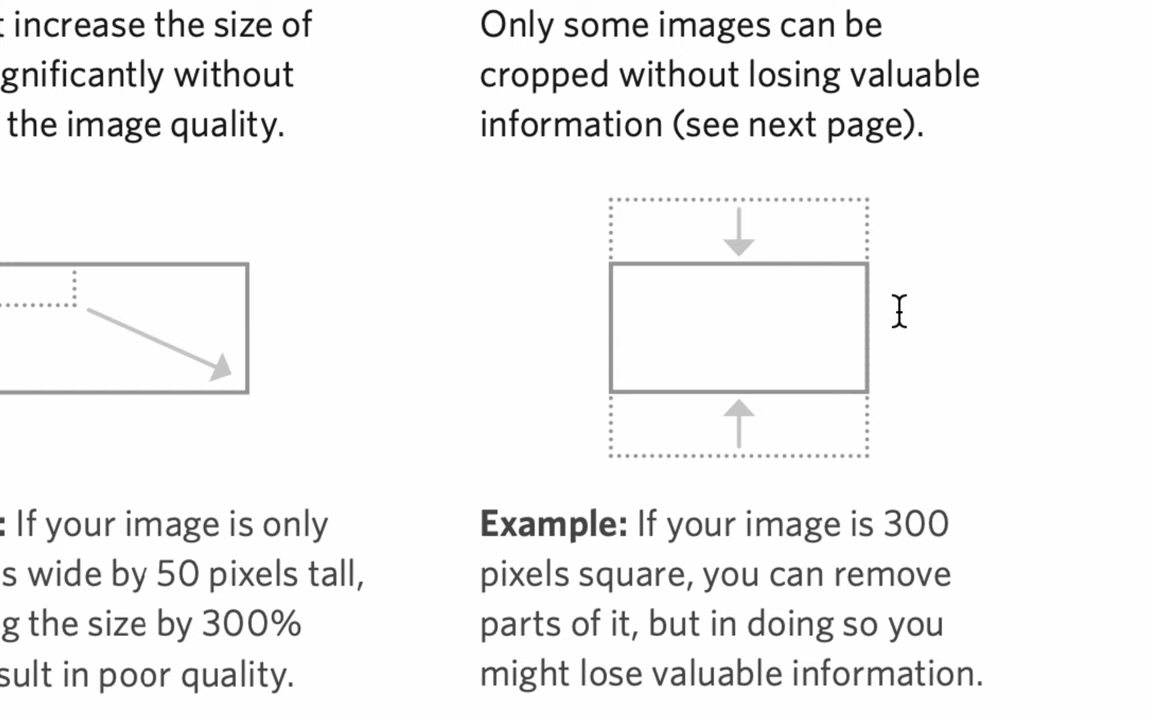 increase the size of
gnificantly without
the image quality.
: If your image is only
s wide by 50 pixels tall,
g the size by 300%
sult in poor quality.
Only some images can be
cropped without losing valuable
information (see next page).
Example: If your image is 300
pixels square, you can remove
parts of it, but in doing so you
might lose valuable information.